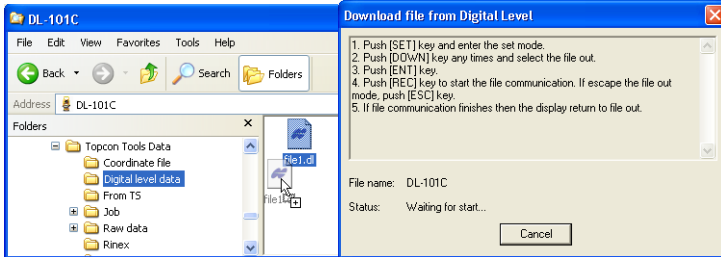 DL-101C
File Edit View Favorites Tools Help
Back Search Folders
Address DL-101C
Folders
Topcon Tools Data
Coordinate file
Digital level data
From TS
Job
Raw data
Rinex
file1.dl
Download file from Digital Level
1. Push [SET] key and enter the set mode.
2. Push [DOWN] key any times and select the file out.
3. Push [ENT] key.
4. Push [REC] key to start the file communication. If escape the file out
mode, push [ESC] key.
5. If file communication finishes then the display return to file out.
File name: DL-101C
Status: Waiting for start...
Cancel